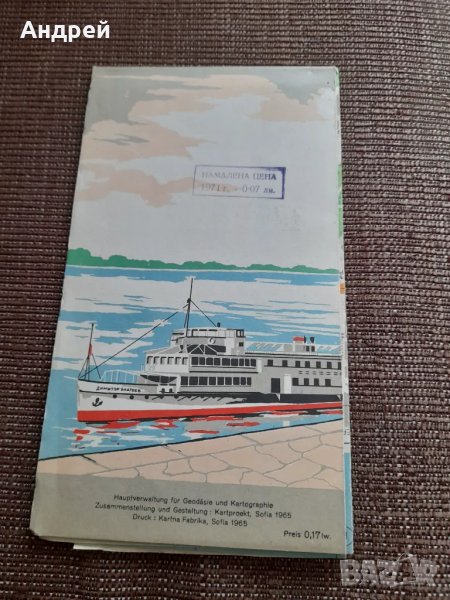 Андрей
НАМАЛЕНА ЦЕНА
1971 г. - 0·07 лв.
ДИМИТЪР БЛАГОЕВ
Hauptverwaltung für Geodäsie und Kartographie
Zusammenstellung und Gestaltung : Kartproekt, Sofia 1965
Druck : Kartna Fabrika, Sofia 1965
Preis 0,17 lw.
BAZAR